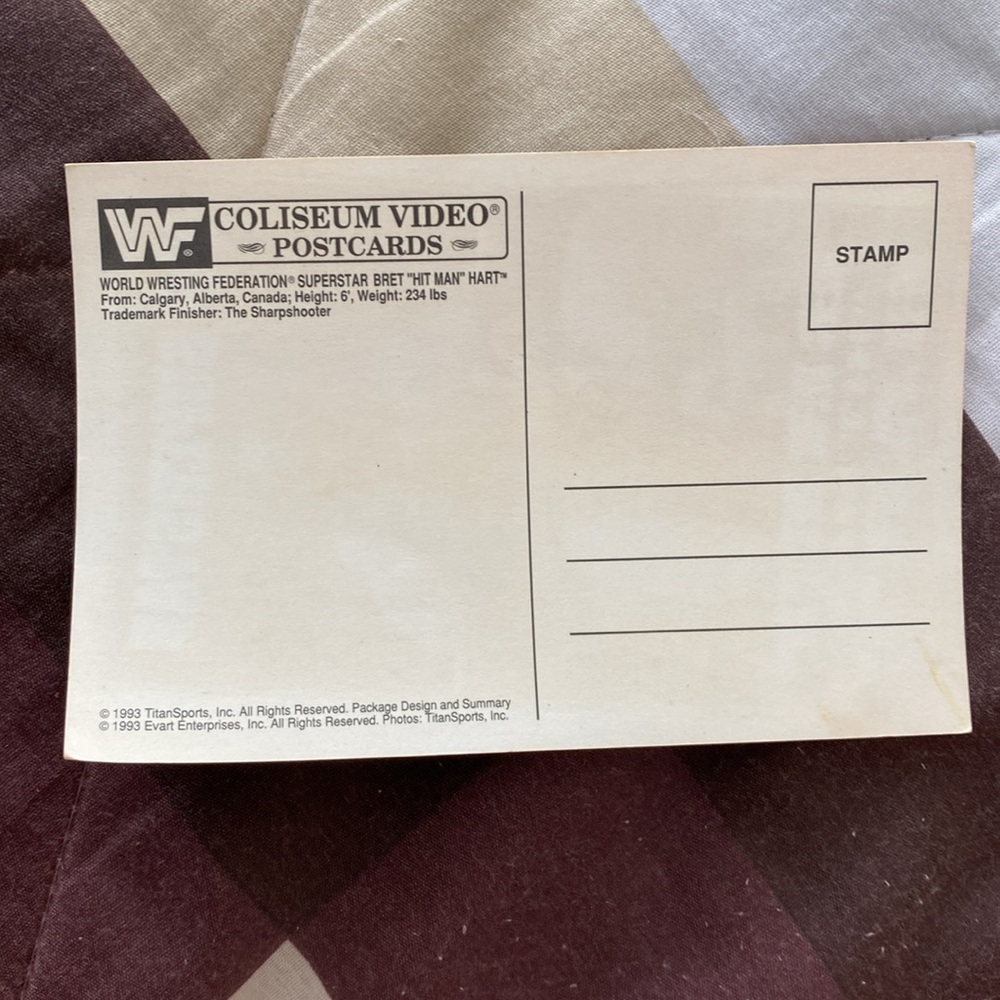 WF ®
COLISEUM VIDEO®
POSTCARDS
WORLD WRESTING FEDERATION® SUPERSTAR BRET "HIT MAN" HART™
From: Calgary, Alberta, Canada; Height: 6', Weight: 234 lbs
Trademark Finisher: The Sharpshooter
STAMP
© 1993 TitanSports, Inc. All Rights Reserved. Package Design and Summary
© 1993 Evart Enterprises, Inc. All Rights Reserved. Photos: TitanSports, Inc.